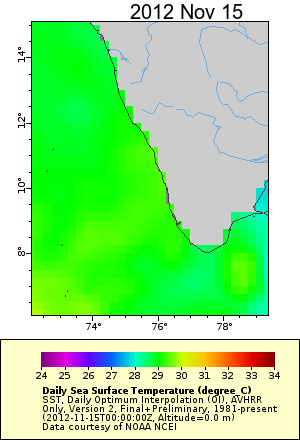 2012 Nov 15
14°
12°
10°
8°
74° 76° 78°
24 25 26 27 28 29 30 31 32 33 34
Daily Sea Surface Temperature (degree_C)
SST, Daily Optimum Interpolation (OI), AVHRR
Only, Version 2, Final+Preliminary, 1981-present
(2012-11-15T00:00:00Z, Altitude=0.0 m)
Data courtesy of NOAA NCEI